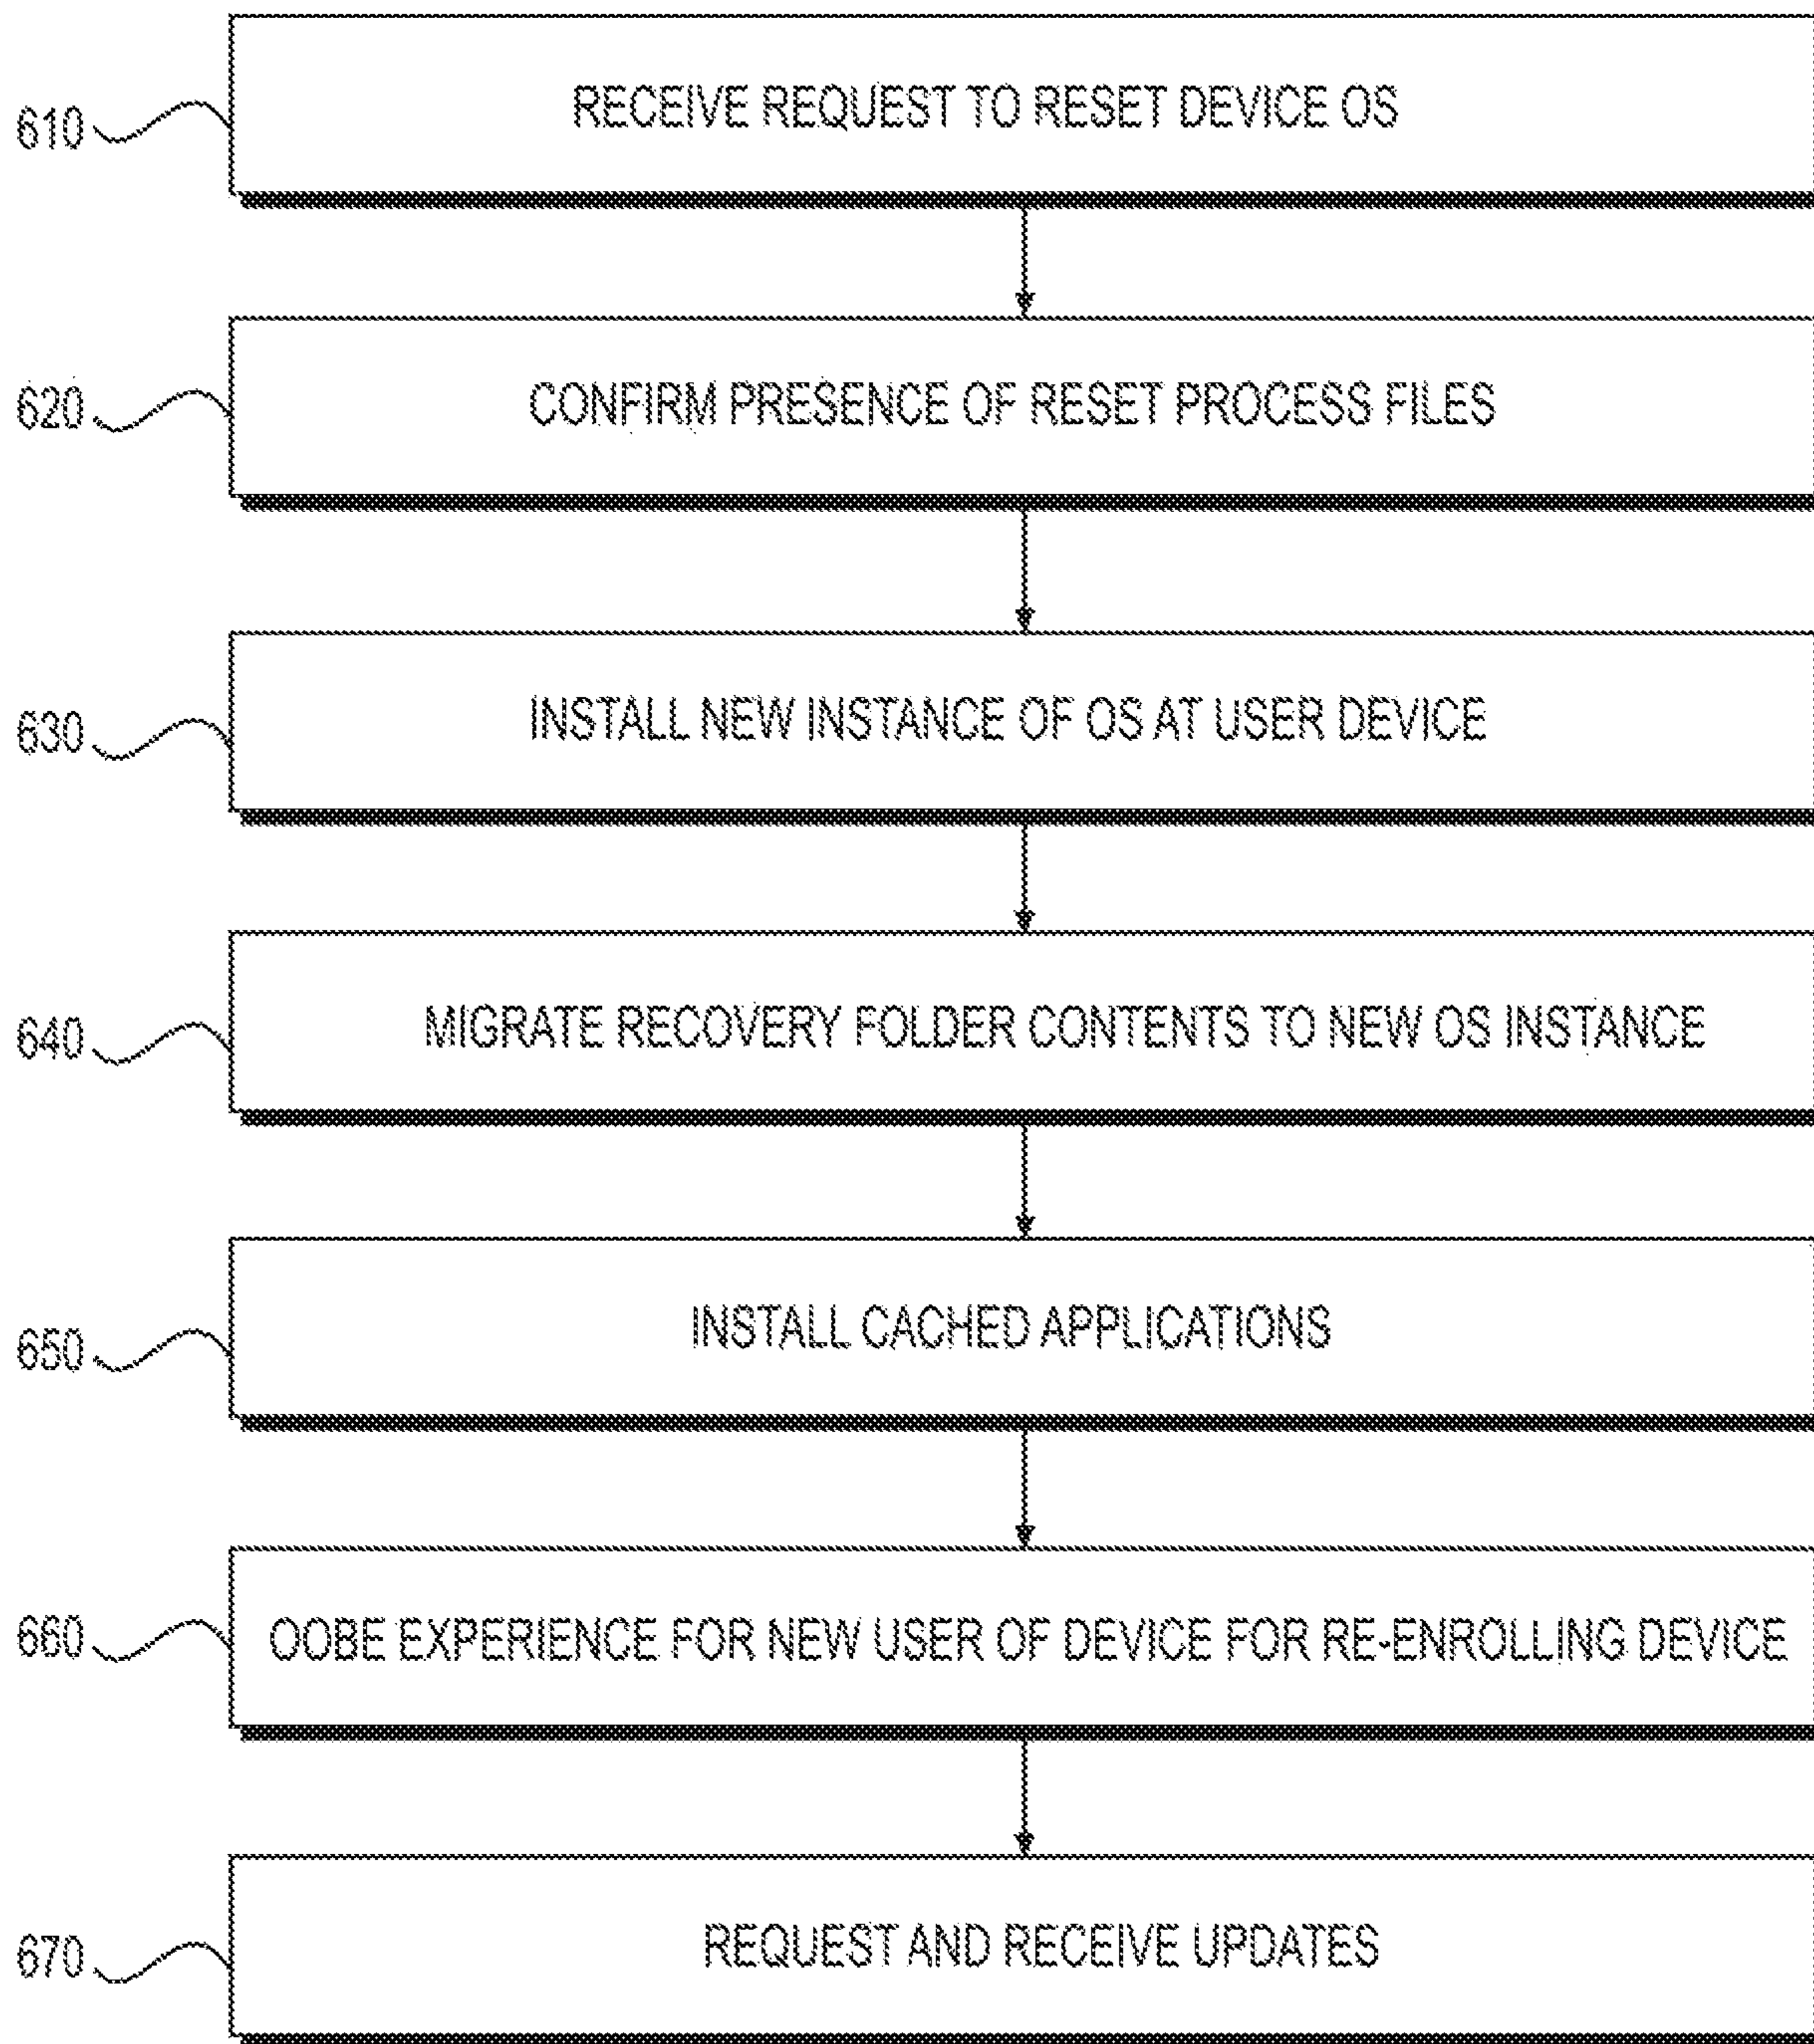 610
RECEIVE REQUEST TO RESET DEVICE OS
620
CONFIRM PRESENCE OF RESET PROCESS FILES
630
INSTALL NEW INSTANCE OF OS AT USER DEVICE
640
MIGRATE RECOVERY FOLDER CONTENTS TO NEW OS INSTANCE
650
INSTALL CACHED APPLICATIONS
660
OOBE EXPERIENCE FOR NEW USER OF DEVICE FOR RE-ENROLLING DEVICE
670
REQUEST AND RECEIVE UPDATES